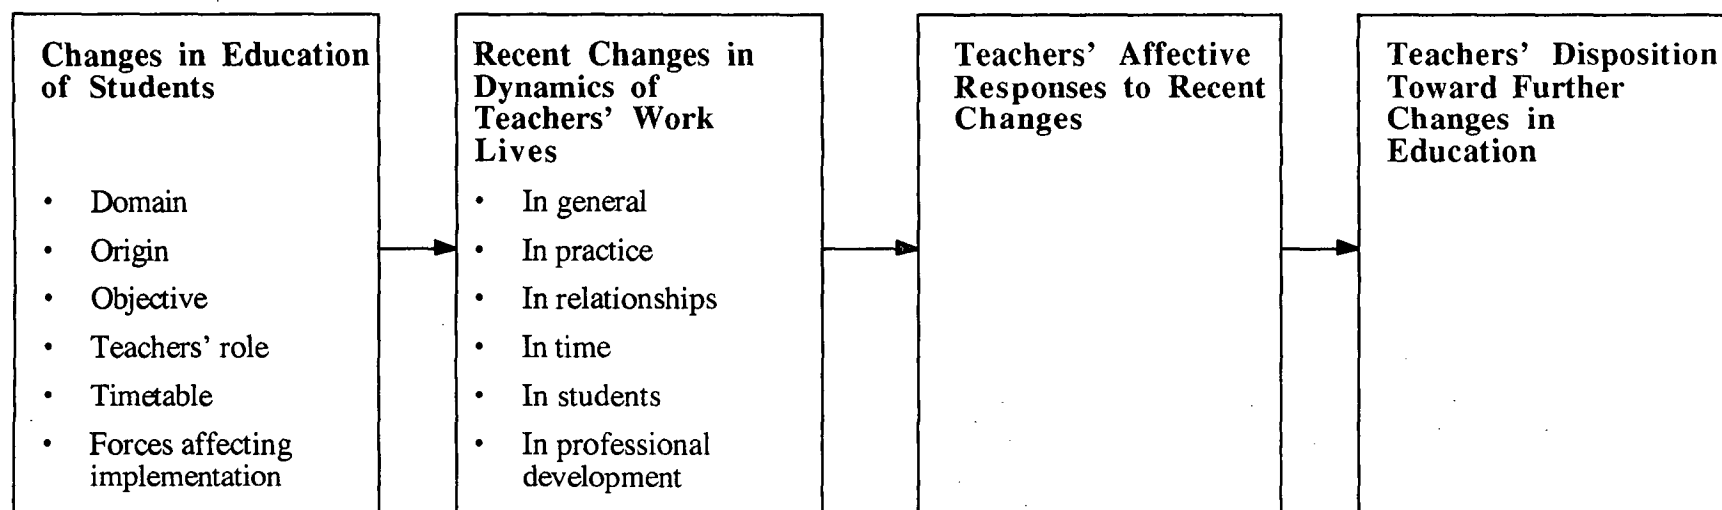 Changes in Education
of Students
• Domain
• Origin
• Objective
• Teachers' role
• Timetable
• Forces affecting
implementation
Recent Changes in
Dynamics of
Teachers' Work
Lives
• In general
• In practice
• In relationships
• In time
• In students
• In professional
development
Teachers' Affective
Responses to Recent
Changes
Teachers' Disposition
Toward Further
Changes in
Education